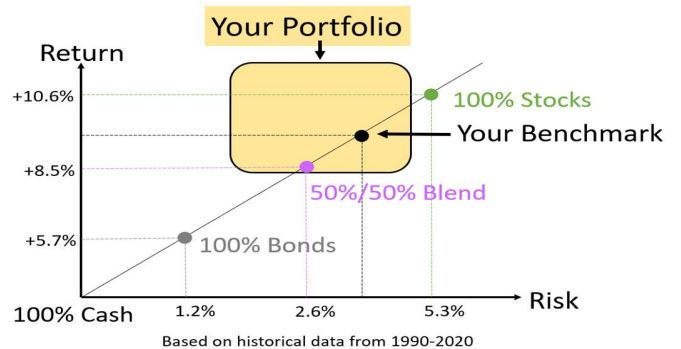 Your Portfolio
Return
+10.6%
100% Stocks
Your Benchmark
+8.5%
50%/50% Blend
+5.7%
100% Bonds
100% Cash
1.2%
2.6%
5.3%
Risk
Based on historical data from 1990-2020